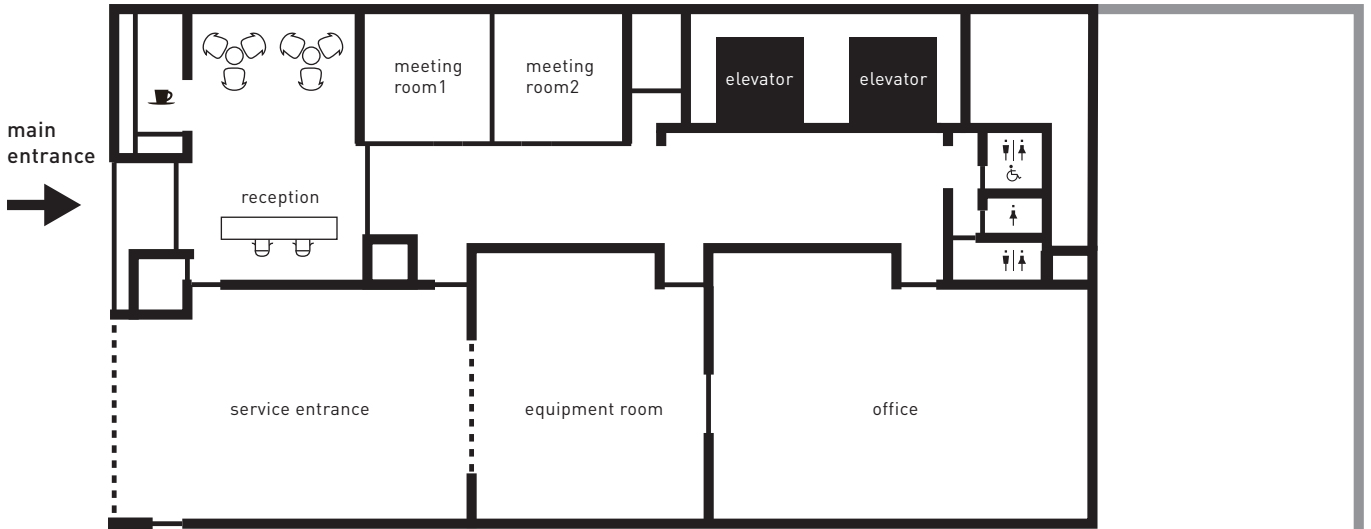 main
entrance
meeting
room1
meeting
room2
elevator
elevator
reception
service entrance
equipment room
office